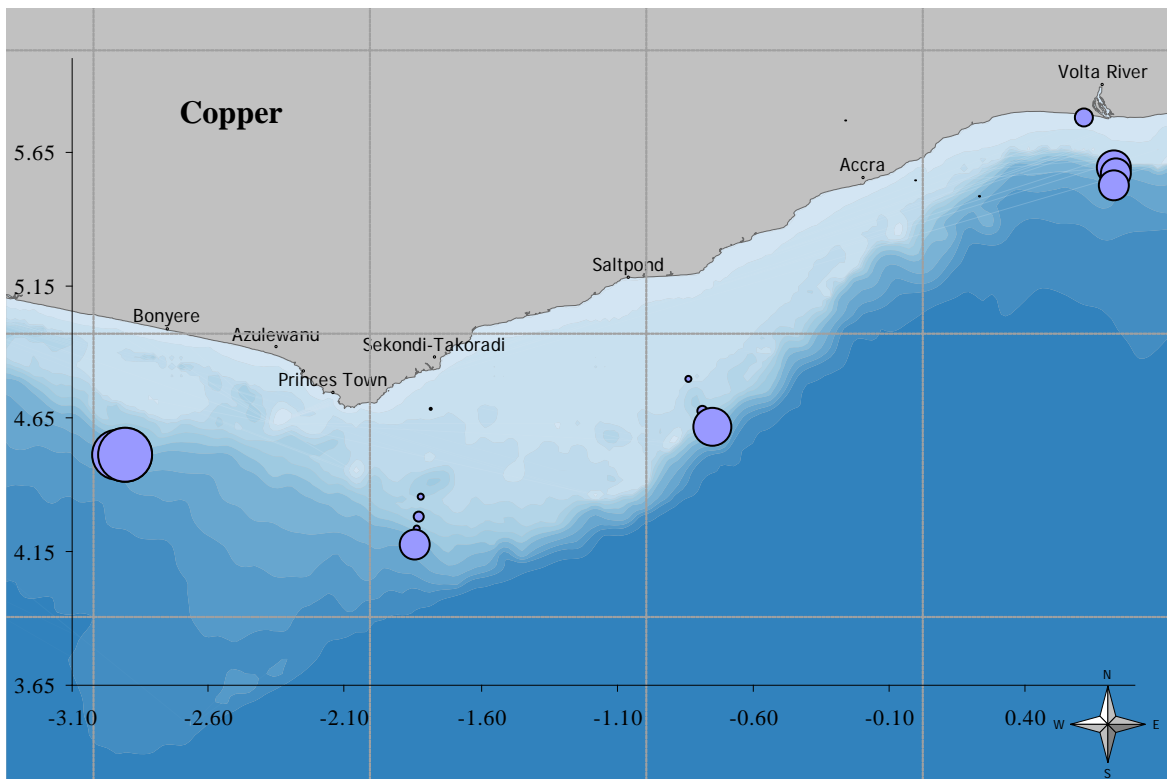 Volta River
Copper
5.65
Accra
Saltpond
5.15
Bonyere
Azulewanu
Sekondi-Takoradi
Princes Town
4.65
4.15
3.65
N
W
E
S
-3.10
-2.60
-2.10
-1.60
-1.10
-0.60
-0.10
0.40